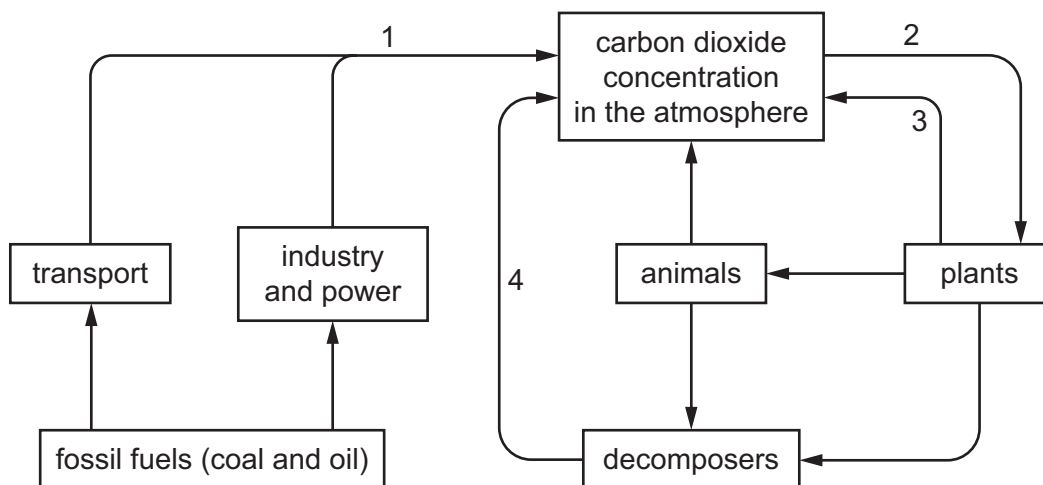 1
carbon dioxide
concentration
in the atmosphere
2
3
transport
industry
and power
4
animals
plants
fossil fuels (coal and oil)
decomposers